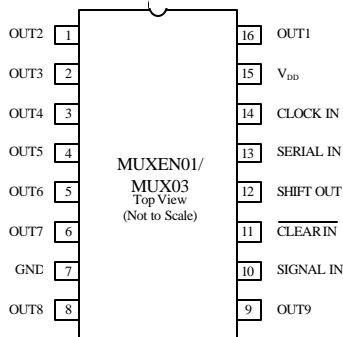 OUT2 1 16 OUT1
OUT3 2 15 VDD
OUT4 3 14 CLOCK IN
OUT5 4 13 SERIAL IN
MUXEN01/
MUX03
Top View
(Not to Scale)
OUT6 5 12 SHIFT OUT
OUT7 6 11 CLEAR IN
GND 7 10 SIGNAL IN
OUT8 8 9 OUT9